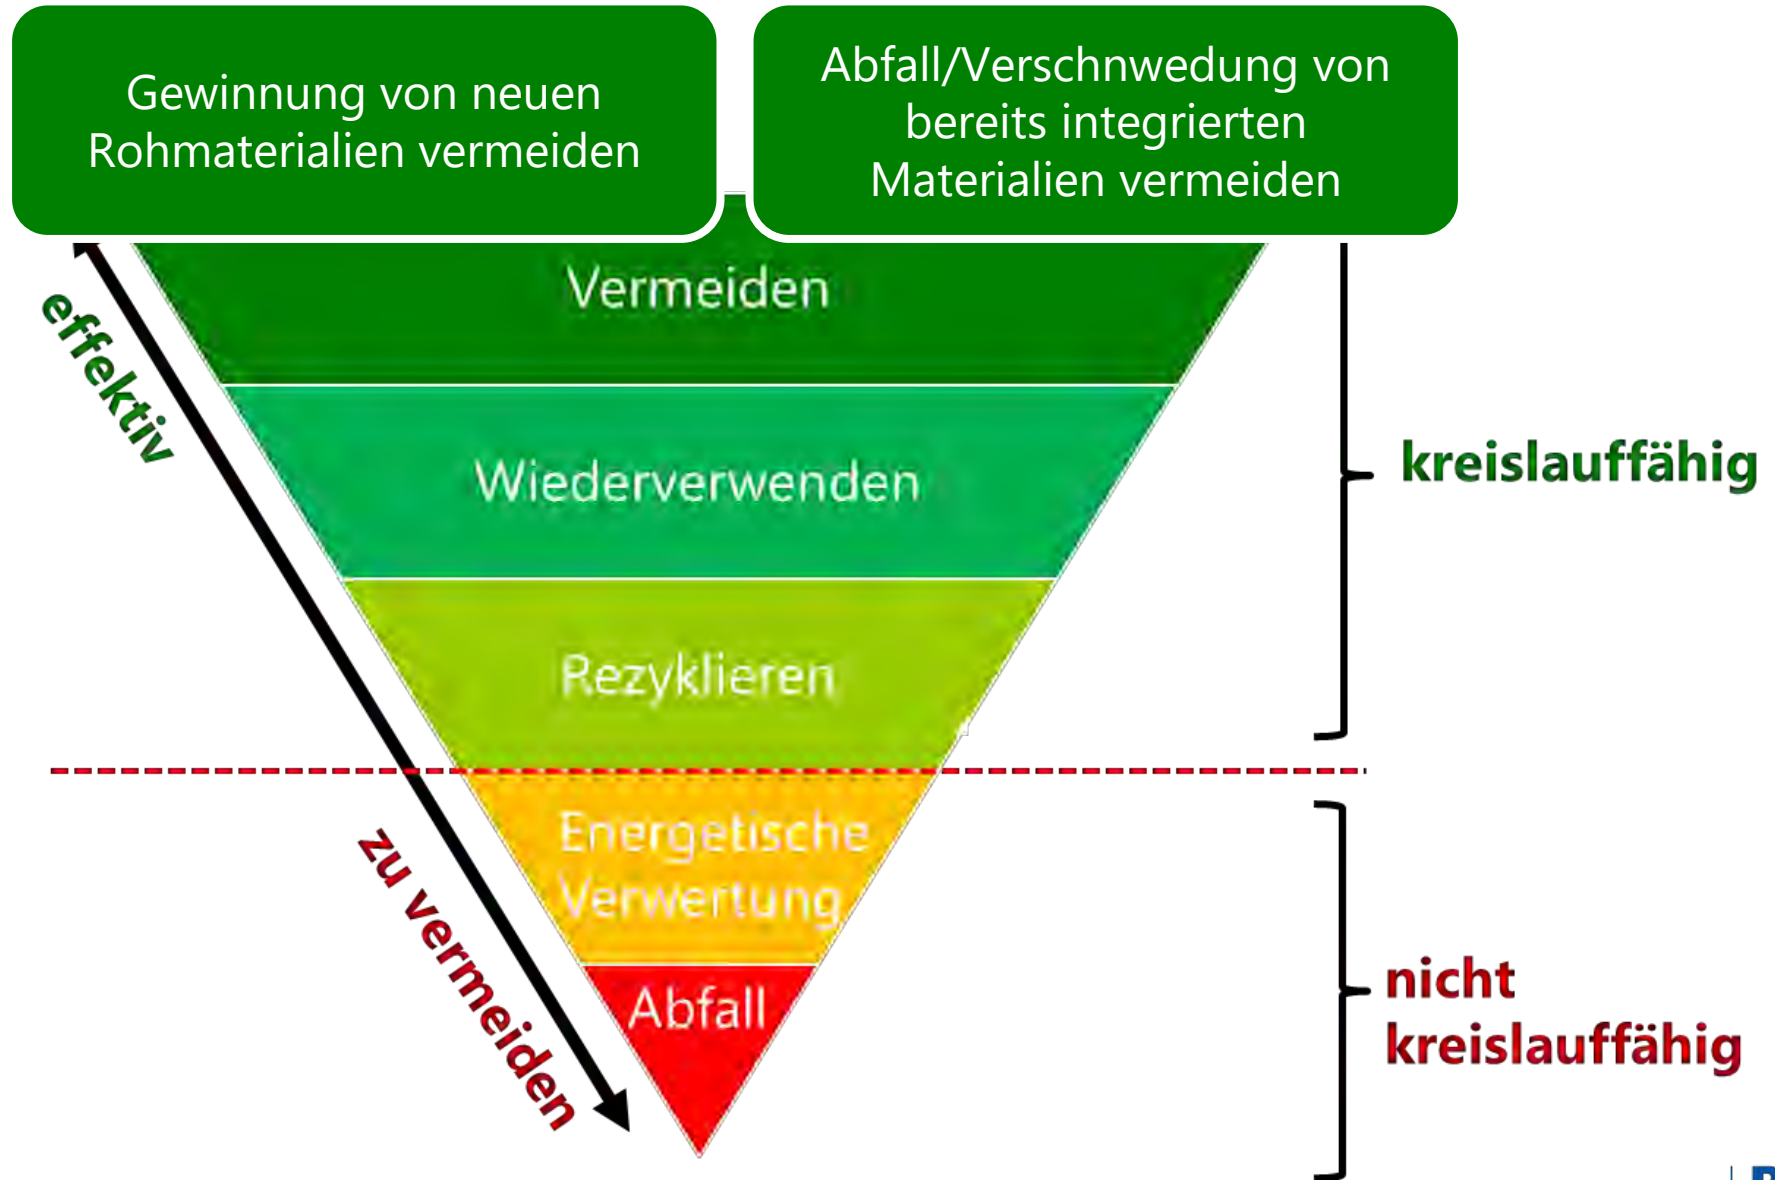 Gewinnung von neuen
Rohmaterialien vermeiden
Abfall/Verschnwedung von
bereits integrierten
Materialien vermeiden
Vermeiden
effektiv
Wiederverwenden
kreislauffähig
Rezyklieren
Energetische
Verwertung
zu vermeiden
Abfall
nicht
kreislauffähig